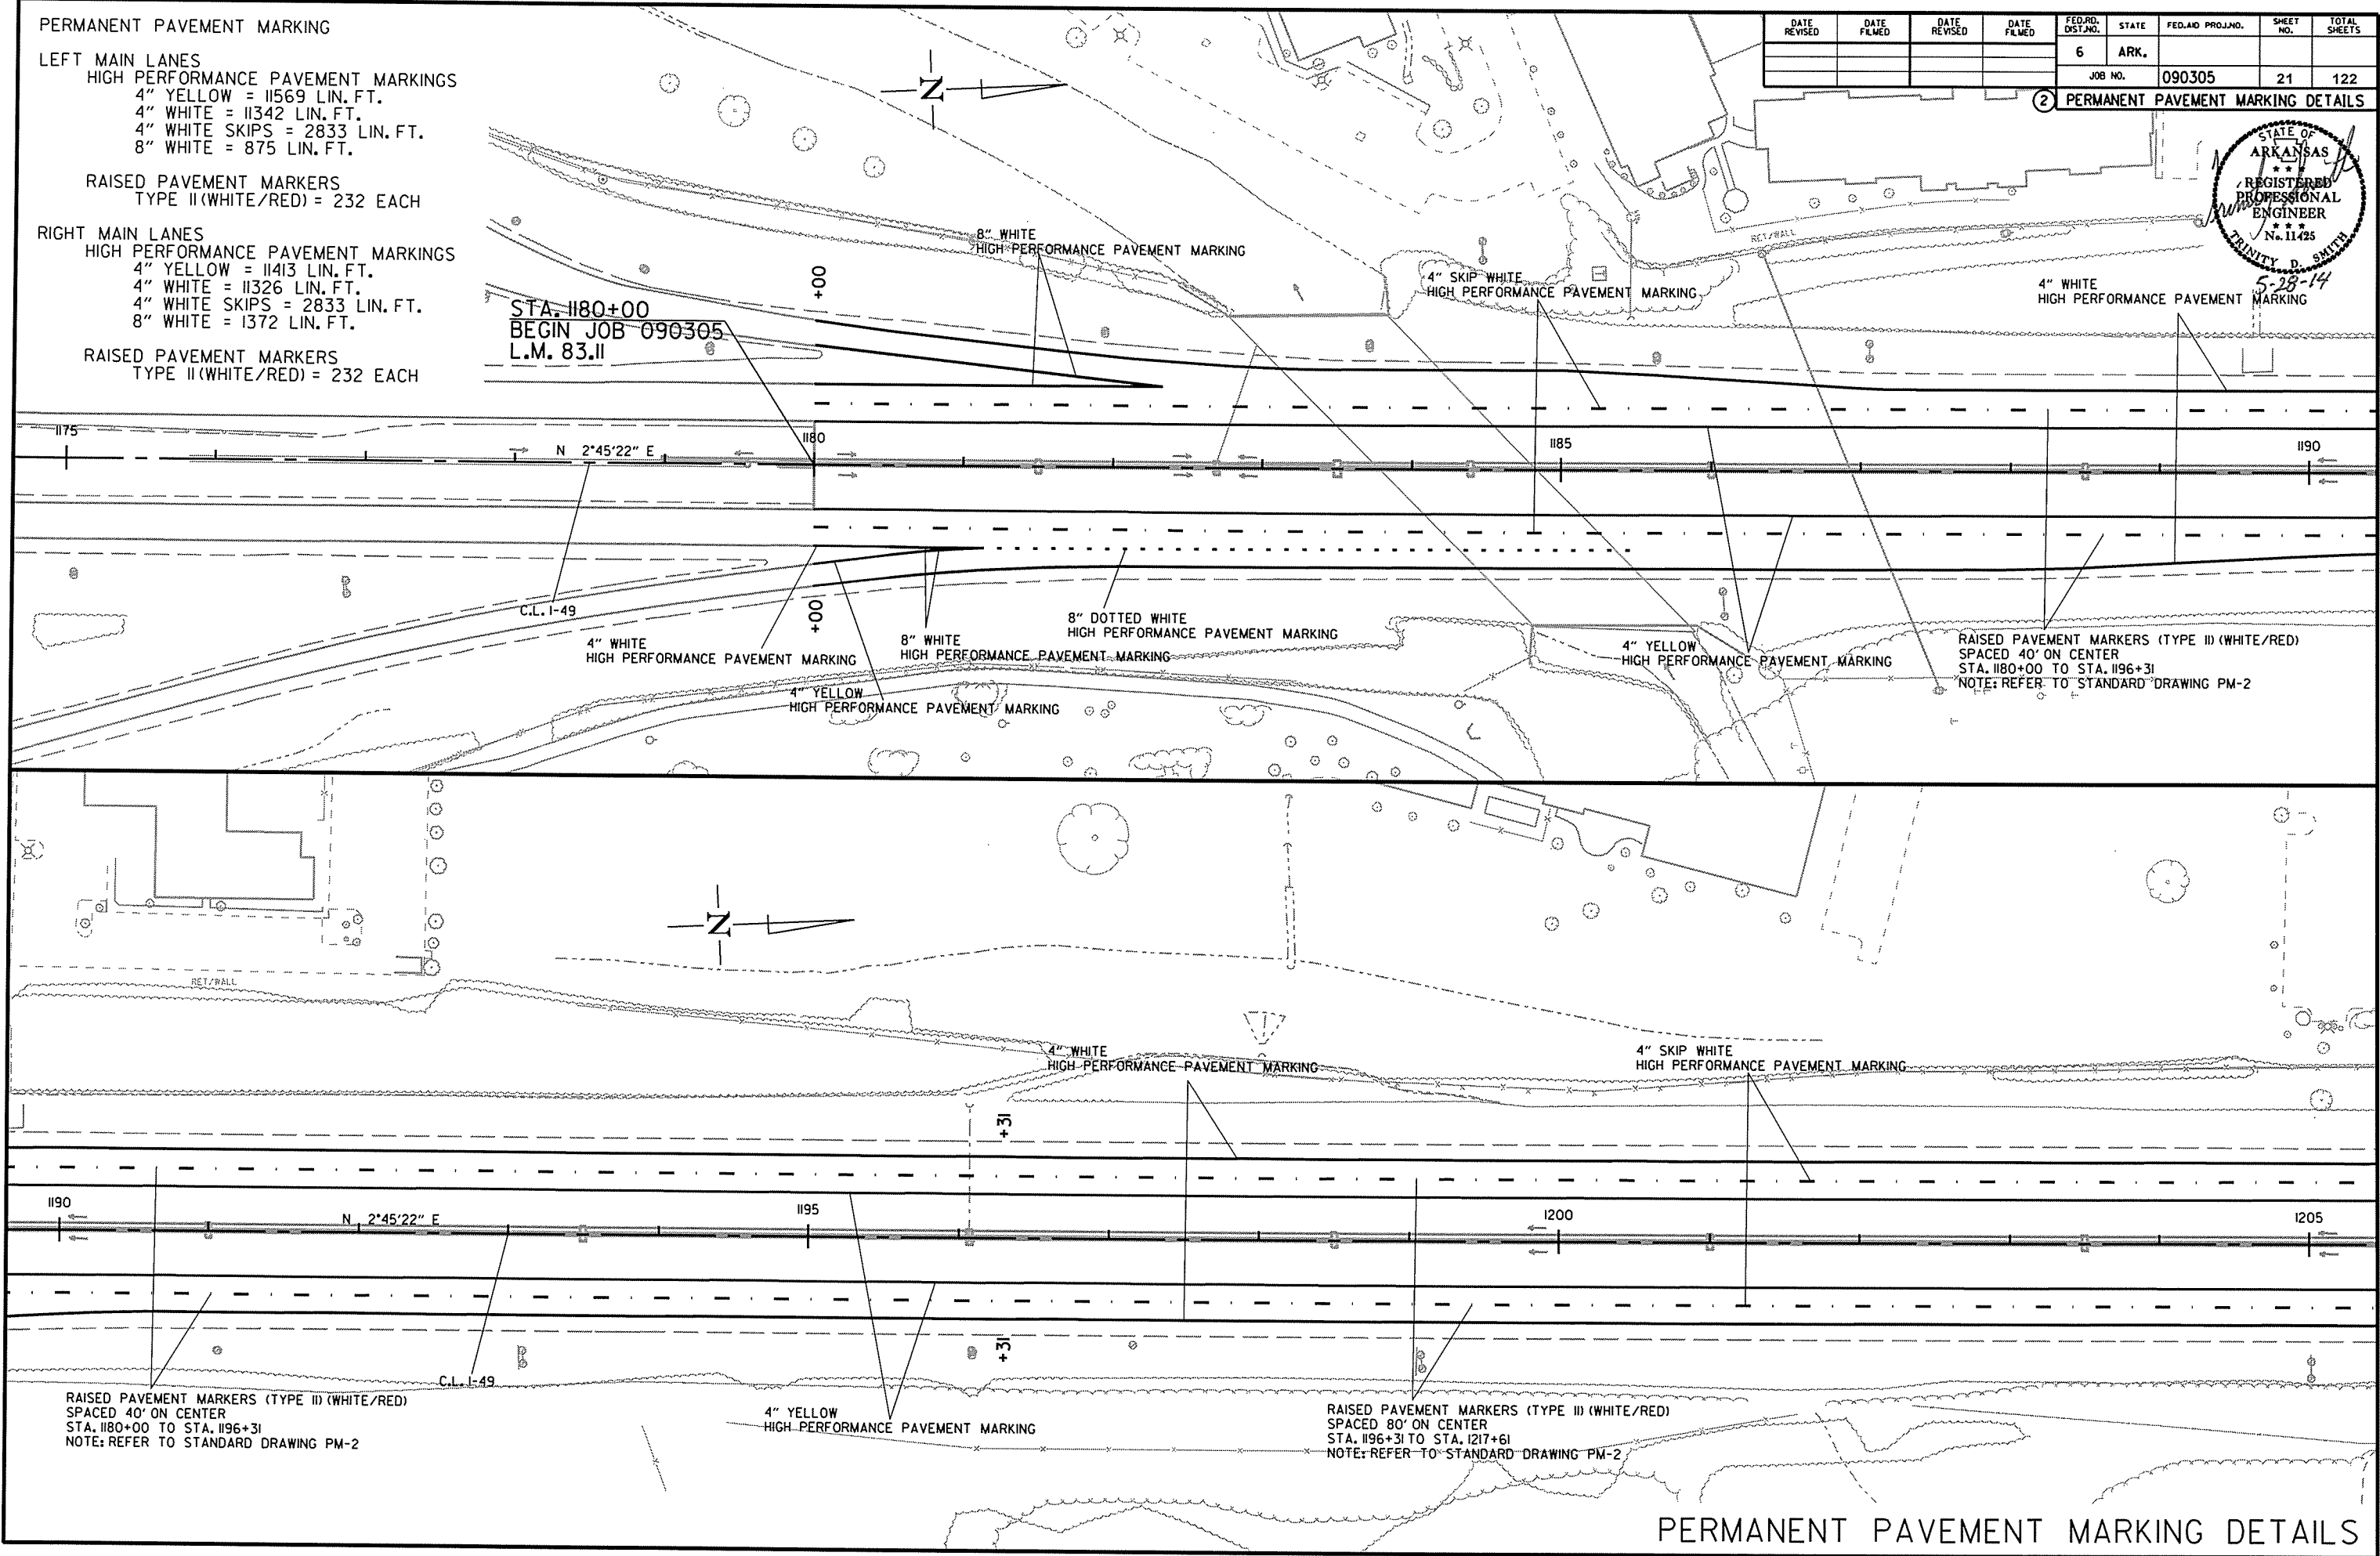 PERMANENT PAVEMENT MARKING
LEFT MAIN LANES
HIGH PERFORMANCE PAVEMENT MARKINGS
4" YELLOW = 11569 LIN. FT.
4" WHITE = 11342 LIN. FT.
4" WHITE SKIPS = 2833 LIN. FT.
8" WHITE = 875 LIN. FT.
RAISED PAVEMENT MARKERS
TYPE II (WHITE/RED) = 232 EACH
RIGHT MAIN LANES
HIGH PERFORMANCE PAVEMENT MARKINGS
4" YELLOW = 11413 LIN. FT.
4" WHITE = 11326 LIN. FT.
4" WHITE SKIPS = 2833 LIN. FT.
8" WHITE = 1372 LIN. FT.
RAISED PAVEMENT MARKERS
TYPE II (WHITE/RED) = 232 EACH
DATE REVISED
DATE FILMED
DATE REVISED
DATE FILMED
FED.RD. DIST.NO.
STATE
FED.AID PROJ.NO.
SHEET NO.
TOTAL SHEETS
6
ARK.
JOB NO.
090305
21
122
2
PERMANENT PAVEMENT MARKING DETAILS
STATE OF
ARKANSAS
REGISTERED
PROFESSIONAL
ENGINEER
No. 11425
TRINITY D. SMITH
5-28-14
N
RET/WALL
8" WHITE
HIGH PERFORMANCE PAVEMENT MARKING
4" SKIP WHITE
HIGH PERFORMANCE PAVEMENT MARKING
4" WHITE
HIGH PERFORMANCE PAVEMENT MARKING
+00
STA. 1180+00
BEGIN JOB 090305
L.M. 83.11
1175
N 2°45'22" E
1180
1185
1190
C.L. I-49
+00
4" WHITE
HIGH PERFORMANCE PAVEMENT MARKING
8" WHITE
HIGH PERFORMANCE PAVEMENT MARKING
8" DOTTED WHITE
HIGH PERFORMANCE PAVEMENT MARKING
4" YELLOW
HIGH PERFORMANCE PAVEMENT MARKING
4" YELLOW
HIGH PERFORMANCE PAVEMENT MARKING
RAISED PAVEMENT MARKERS (TYPE II) (WHITE/RED)
SPACED 40' ON CENTER
STA. 1180+00 TO STA. 1196+31
NOTE: REFER TO STANDARD DRAWING PM-2
N
RET/WALL
4" WHITE
HIGH PERFORMANCE PAVEMENT MARKING
4" SKIP WHITE
HIGH PERFORMANCE PAVEMENT MARKING
+31
1190
N 2°45'22" E
1195
1200
1205
+31
C.L. I-49
RAISED PAVEMENT MARKERS (TYPE II) (WHITE/RED)
SPACED 40' ON CENTER
STA. 1180+00 TO STA. 1196+31
NOTE: REFER TO STANDARD DRAWING PM-2
4" YELLOW
HIGH PERFORMANCE PAVEMENT MARKING
RAISED PAVEMENT MARKERS (TYPE II) (WHITE/RED)
SPACED 80' ON CENTER
STA. 1196+31 TO STA. 1217+61
NOTE: REFER TO STANDARD DRAWING PM-2
PERMANENT PAVEMENT MARKING DETAILS